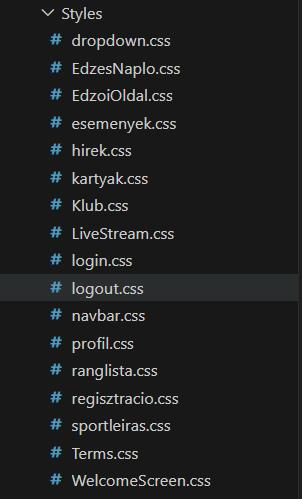 Styles
# dropdown.css
# EdzesNaplo.css
# EdzoiOldal.css
# esemenyek.css
# hirek.css
# kartyak.css
# Klub.css
# LiveStream.css
# login.css
# logout.css
# navbar.css
# profil.css
# ranglista.css
# regisztracio.css
# sportleiras.css
# Terms.css
# WelcomeScreen.css